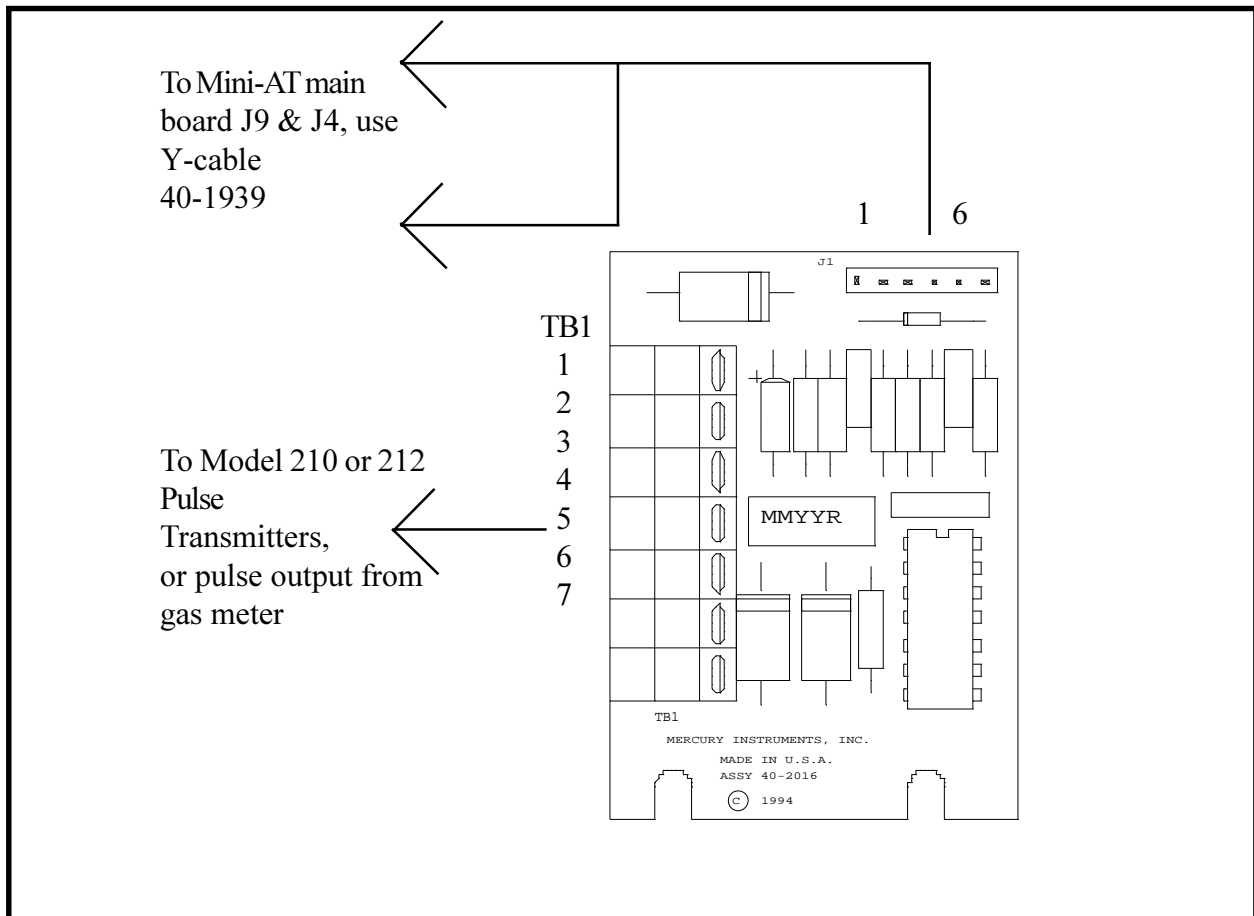 To Mini-AT main
board J9 & J4, use
Y-cable
40-1939
1 6
J1
TB1
1
2
3
4
5
6
7
To Model 210 or 212
Pulse
Transmitters,
or pulse output from
gas meter
+
MMYYR
TB1
MERCURY INSTRUMENTS, INC.
MADE IN U.S.A.
ASSY 40-2016
© 1994